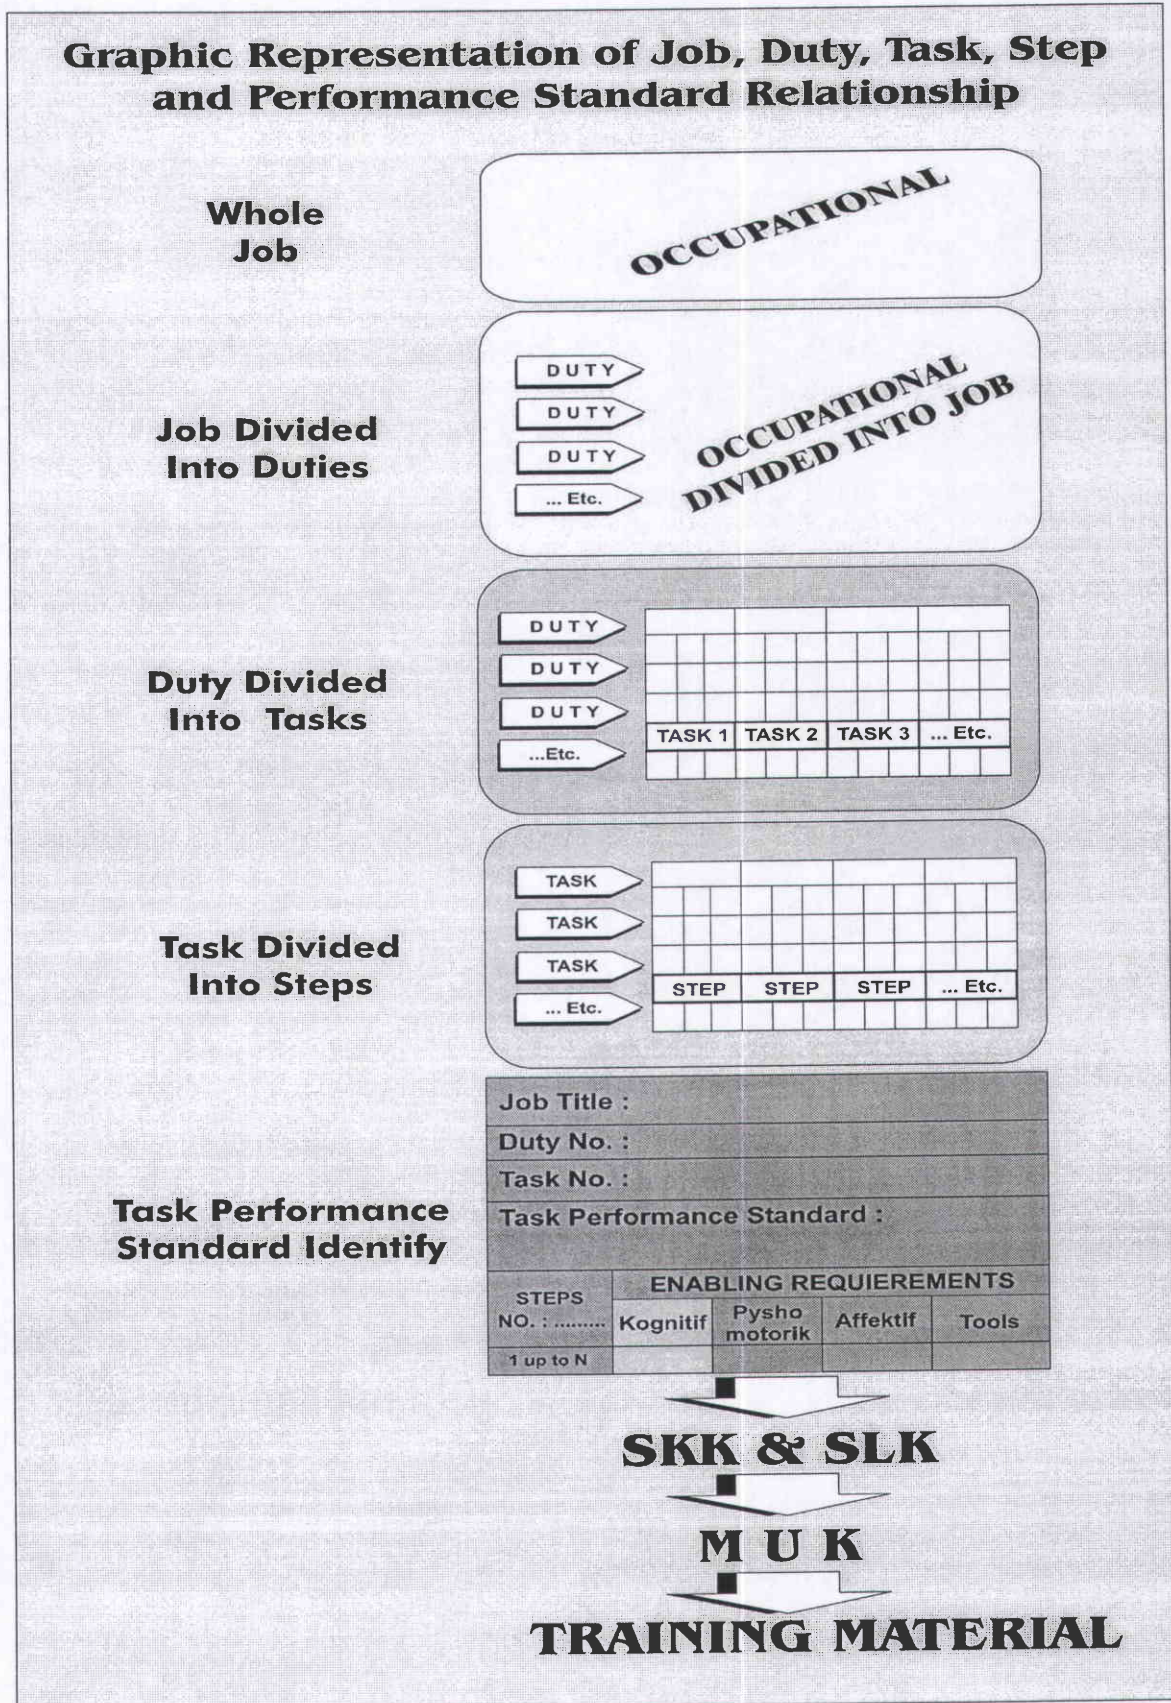 Graphic Representation of Job, Duty, Task, Step
and Performance Standard Relationship
Whole
Job
OCCUPATIONAL
Job Divided
Into Duties
DUTY
DUTY
DUTY
... Etc.
OCCUPATIONAL
DIVIDED INTO JOB
Duty Divided
Into Tasks
DUTY
DUTY
DUTY
...Etc.
TASK 1 TASK 2 TASK 3 ... Etc.
Task Divided
Into Steps
TASK
TASK
TASK
... Etc.
STEP STEP STEP ... Etc.
Task Performance
Standard Identify
Job Title :
Duty No. :
Task No. :
Task Performance Standard :
STEPS
NO. : .........
ENABLING REQUIEREMENTS
Kognitif
Pysho
motorik
Affektif
Tools
1 up to N
SKK & SLK
M U K
TRAINING MATERIAL